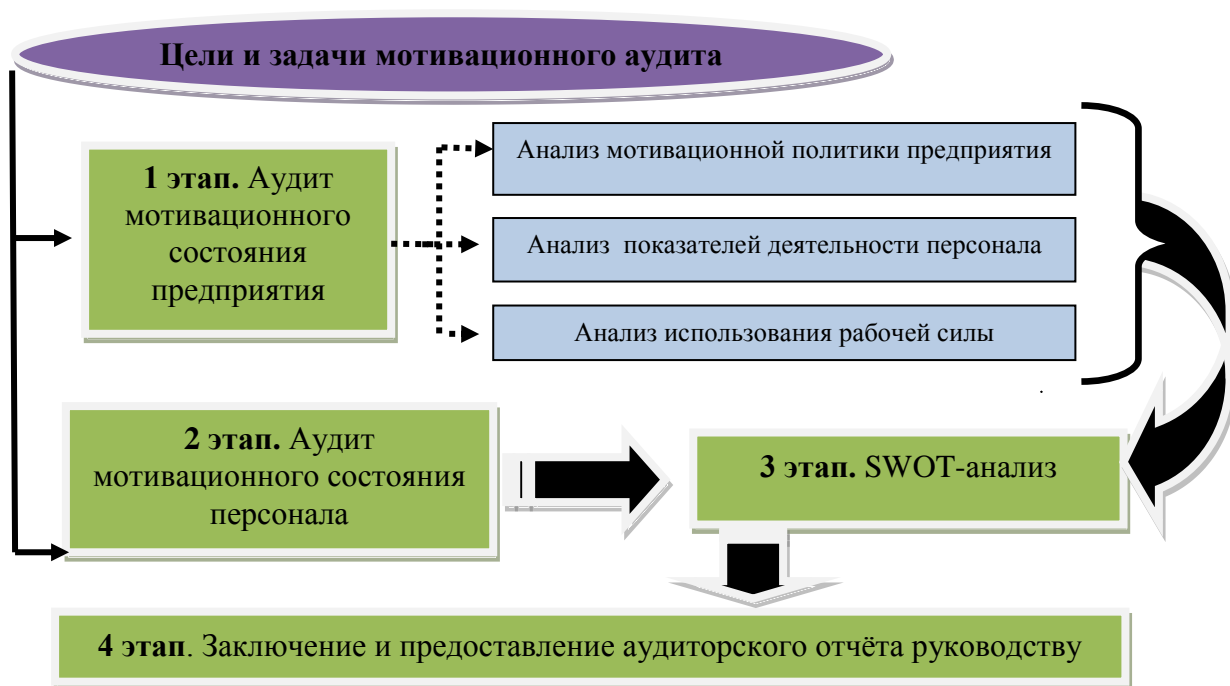 Цели и задачи мотивационного аудита
1 этап. Аудит
мотивационного
состояния
предприятия
Анализ мотивационной политики предприятия
Анализ показателей деятельности персонала
Анализ использования рабочей силы
.
2 этап. Аудит
мотивационного состояния
персонала
3 этап. SWOT-анализ
4 этап. Заключение и предоставление аудиторского отчёта руководству